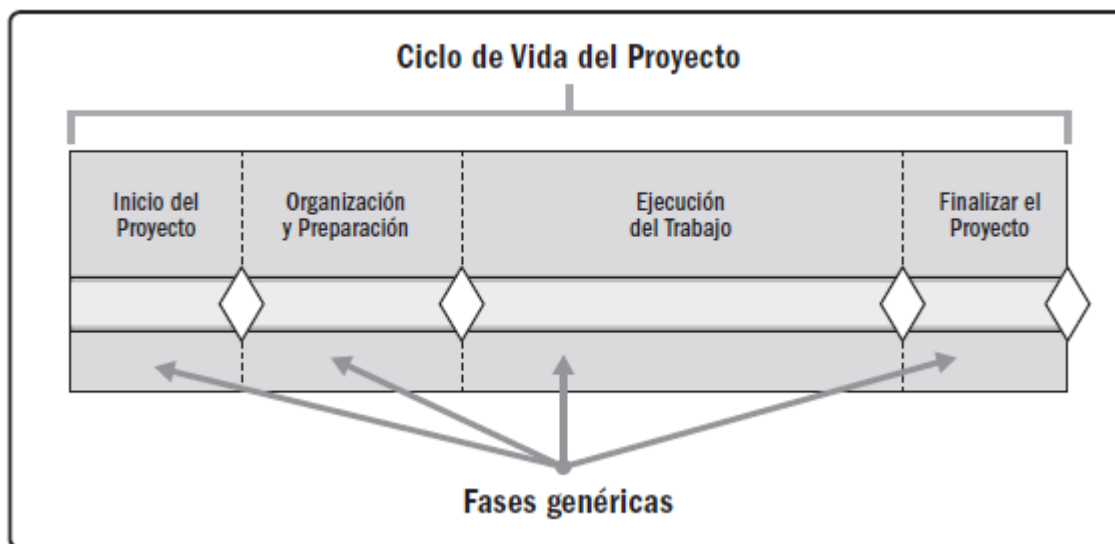 Ciclo de Vida del Proyecto
Inicio del
Proyecto
Organización
y Preparación
Ejecución
del Trabajo
Finalizar el
Proyecto
Fases genéricas